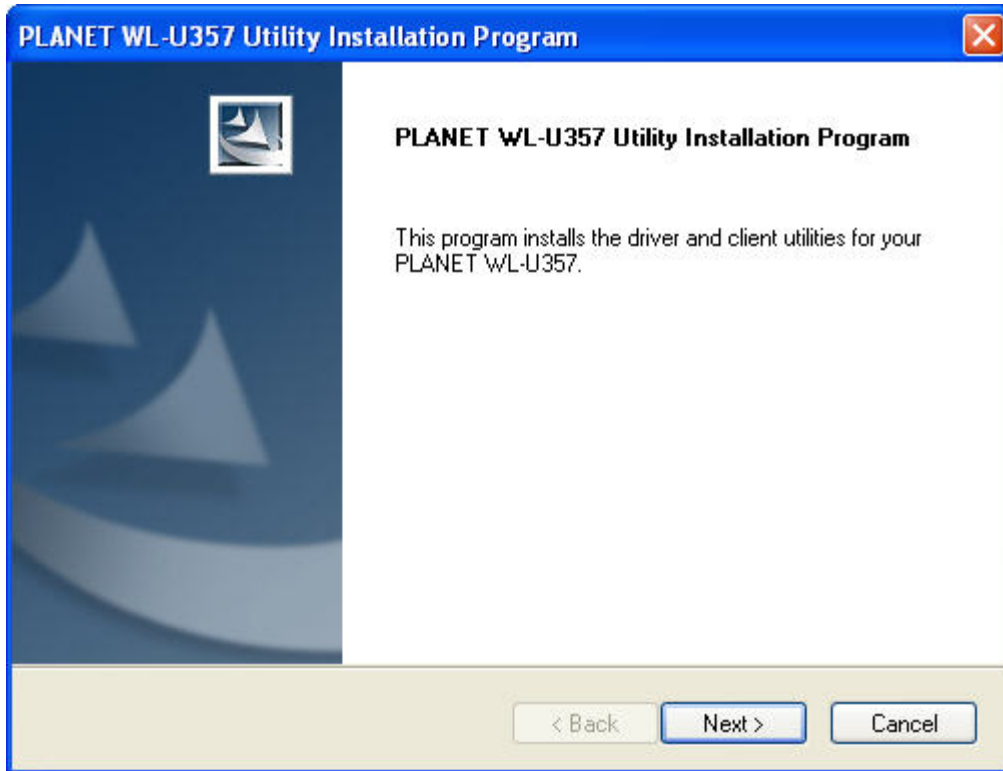 PLANET WL-U357 Utility Installation Program
PLANET WL-U357 Utility Installation Program
This program installs the driver and client utilities for your
PLANET WL-U357.
< Back Next > Cancel